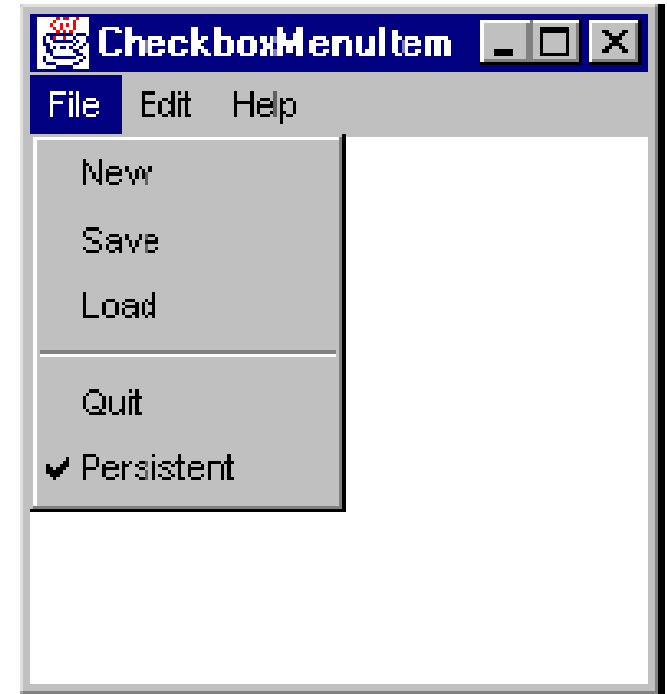 CheckboxMenuItem
File Edit Help
New
Save
Load
Quit
Persistent